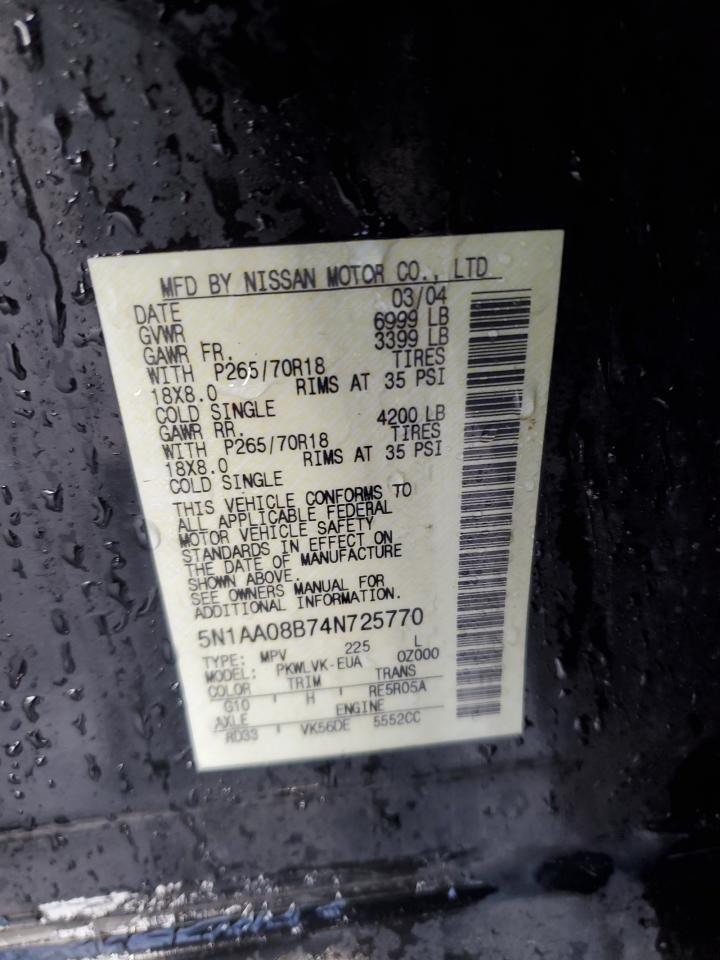 MFD BY NISSAN MOTOR CO., LTD
DATE 03/04
GVWR 6999 LB
GAWR FR. 3399 LB
WITH P265/70R18 TIRES
18X8.0 RIMS AT 35 PSI
COLD SINGLE
GAWR RR. 4200 LB
WITH P265/70R18 TIRES
18X8.0 RIMS AT 35 PSI
COLD SINGLE
THIS VEHICLE CONFORMS TO
ALL APPLICABLE FEDERAL
MOTOR VEHICLE SAFETY
STANDARDS IN EFFECT ON
THE DATE OF MANUFACTURE
SHOWN ABOVE.
SEE OWNERS MANUAL FOR
ADDITIONAL INFORMATION.
5N1AA08B74N725770
TYPE: MPV 225 L
MODEL: PKWLVK-EUA 0Z000
COLOR TRIM TRANS
G10 H RE5R05A
AXLE ENGINE
RD33 VK56DE 5552CC